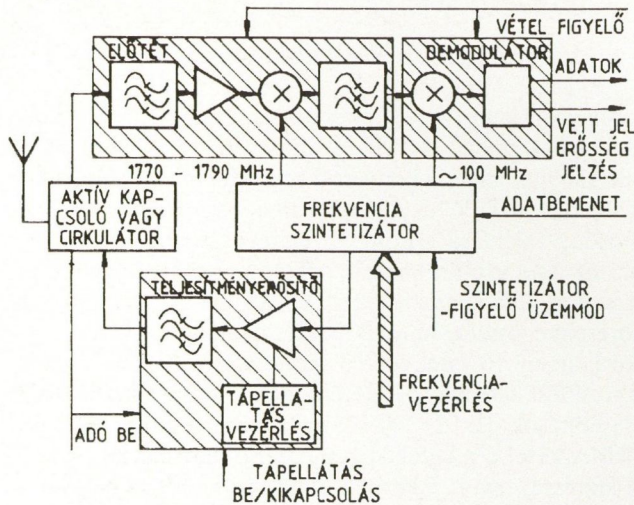 VÉTEL FIGYELŐ
ELŐTÉT
DEMODULÁTOR
ADATOK
VETT JEL
ERŐSSÉG
JELZÉS
1770 - 1790 MHz
~100 MHz
AKTÍV KAP-
CSOLÓ VAGY
CIRKULÁTOR
FREKVENCIA
SZINTETIZÁTOR
ADATBEMENET
TELJESÍTMÉNYERŐSÍTŐ
SZINTETIZÁTOR
-FIGYELŐ ÜZEMMÓD
TÁPELLÁ-
TÁS
VEZÉRLÉS
FREKVENCIA-
VEZÉRLÉS
ADÓ BE
TÁPELLÁTÁS
BE/KIKAPCSOLÁS